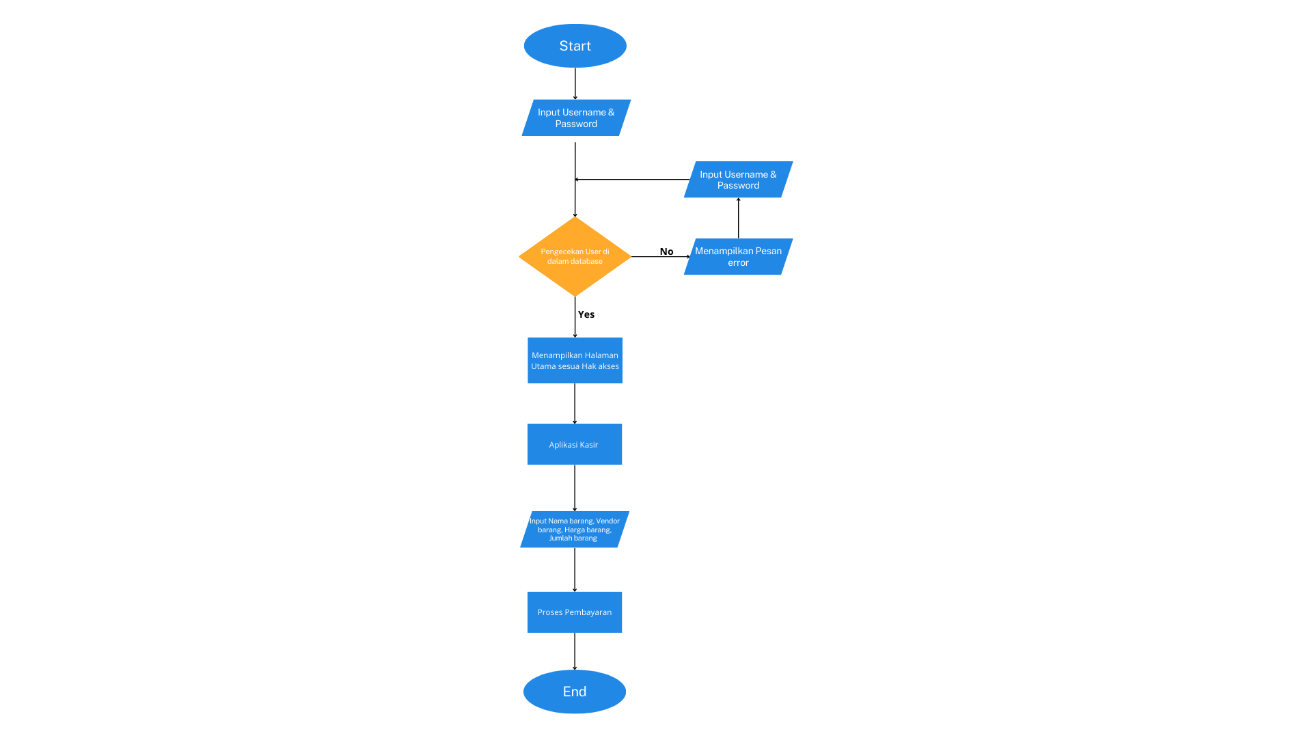 Start
Input Username &
Password
Input Username &
Password
Pengecekan User di
dalam database
No
Menampilkan Pesan
error
Yes
Menampilkan Halaman
Utama sesua Hak akses
Aplikasi Kasir
Input Nama barang, Vendor
barang, Harga barang,
Jumlah barang
Proses Pembayaran
End